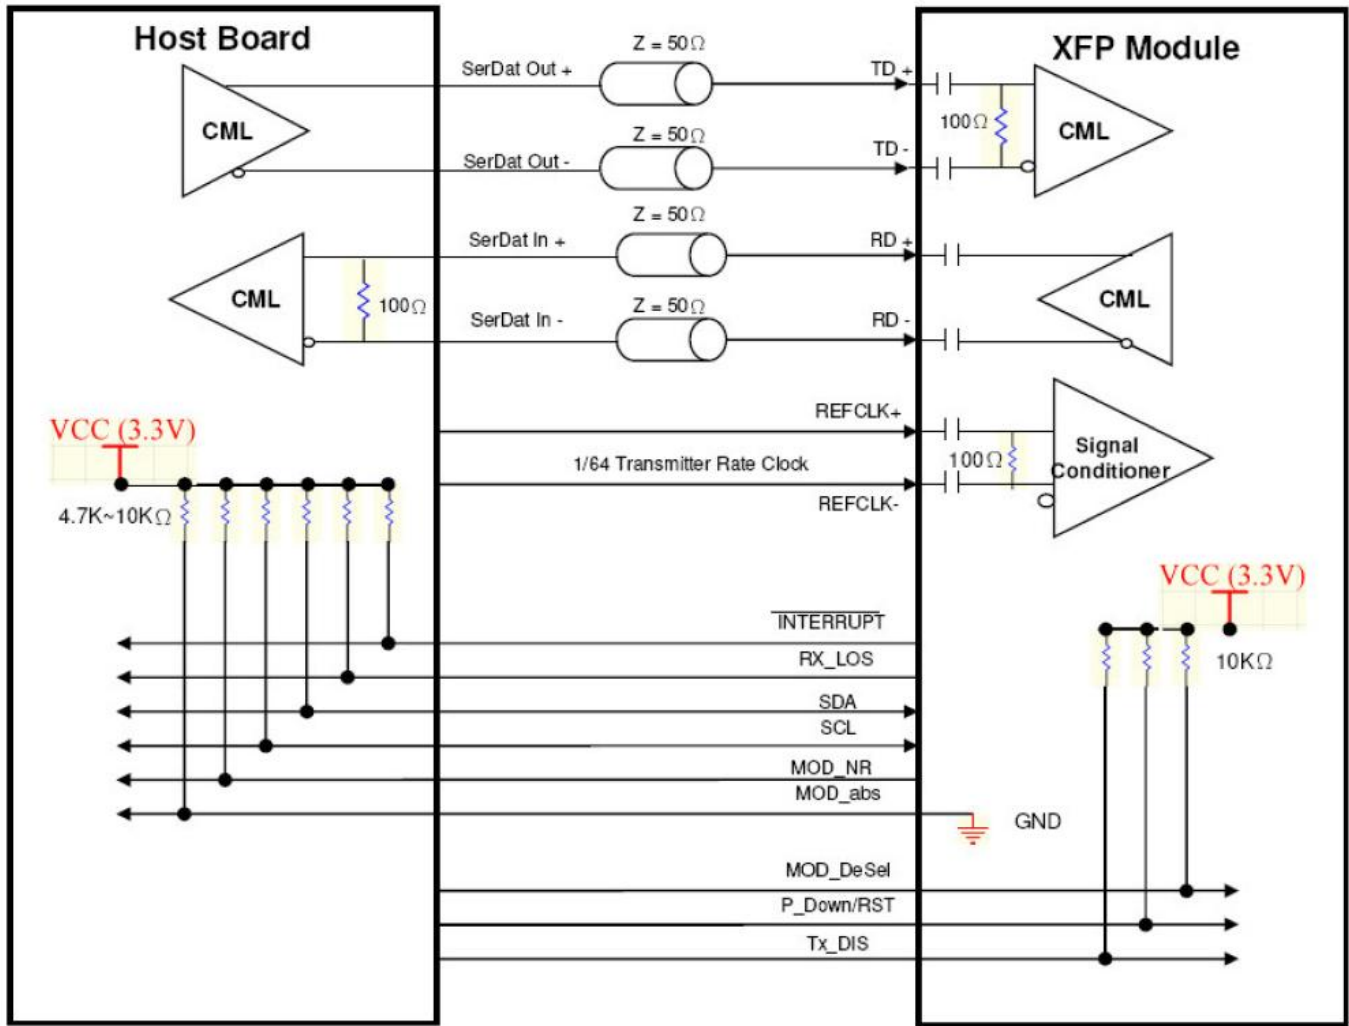 Host Board
XFP Module
Z = 50Ω
SerDat Out +
TD +
CML
100Ω
CML
Z = 50Ω
SerDat Out -
TD -
Z = 50Ω
SerDat In +
RD +
CML
100Ω
CML
Z = 50Ω
SerDat In -
RD -
VCC (3.3V)
REFCLK+
1/64 Transmitter Rate Clock
100Ω
Signal
Conditioner
REFCLK-
4.7K~10KΩ
VCC (3.3V)
10KΩ
INTERRUPT
RX_LOS
SDA
SCL
MOD_NR
MOD_abs
GND
MOD_DeSel
P_Down/RST
Tx_DIS